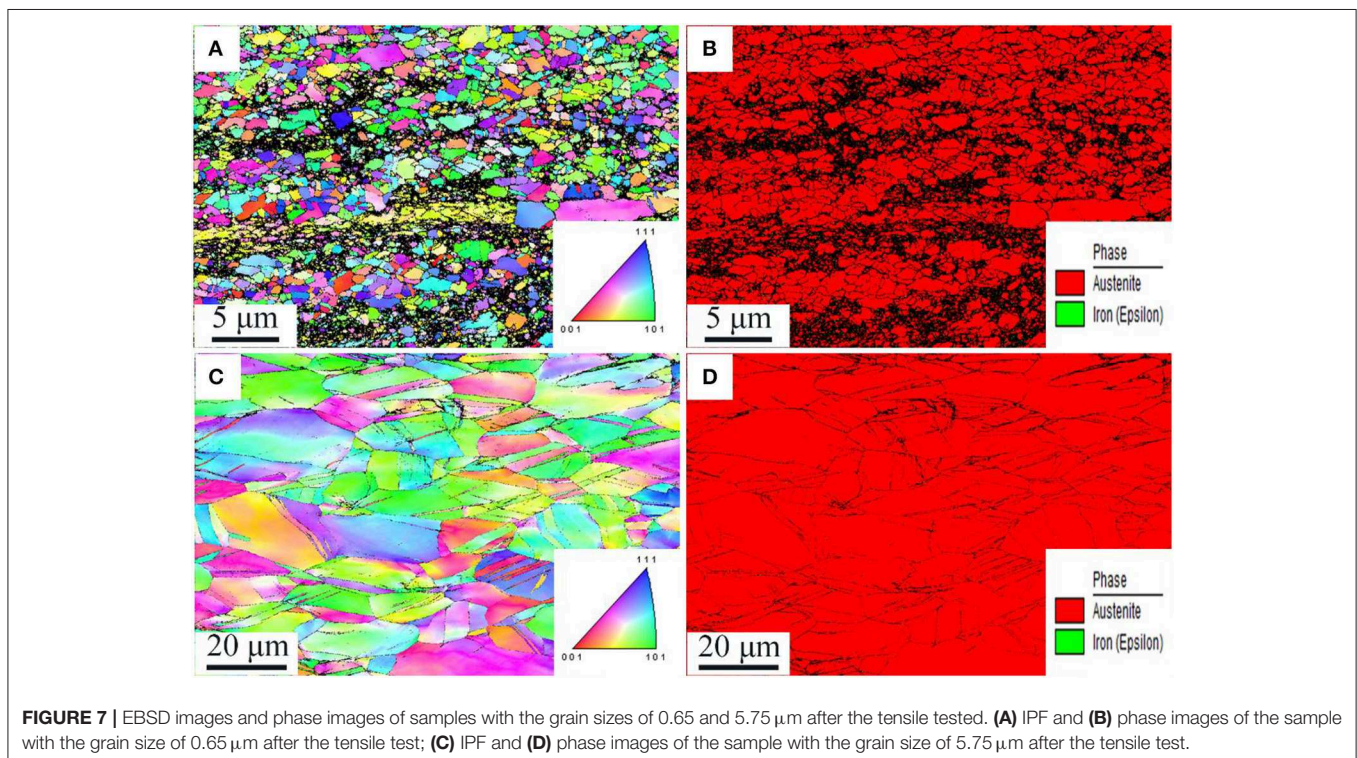 A
B
111
001
101
5 µm
Phase
Austenite
Iron (Epsilon)
5 µm
C
D
111
001
101
20 µm
Phase
Austenite
Iron (Epsilon)
20 µm
FIGURE 7 | EBSD images and phase images of samples with the grain sizes of 0.65 and 5.75 µm after the tensile tested. (A) IPF and (B) phase images of the sample
with the grain size of 0.65 µm after the tensile test; (C) IPF and (D) phase images of the sample with the grain size of 5.75 µm after the tensile test.